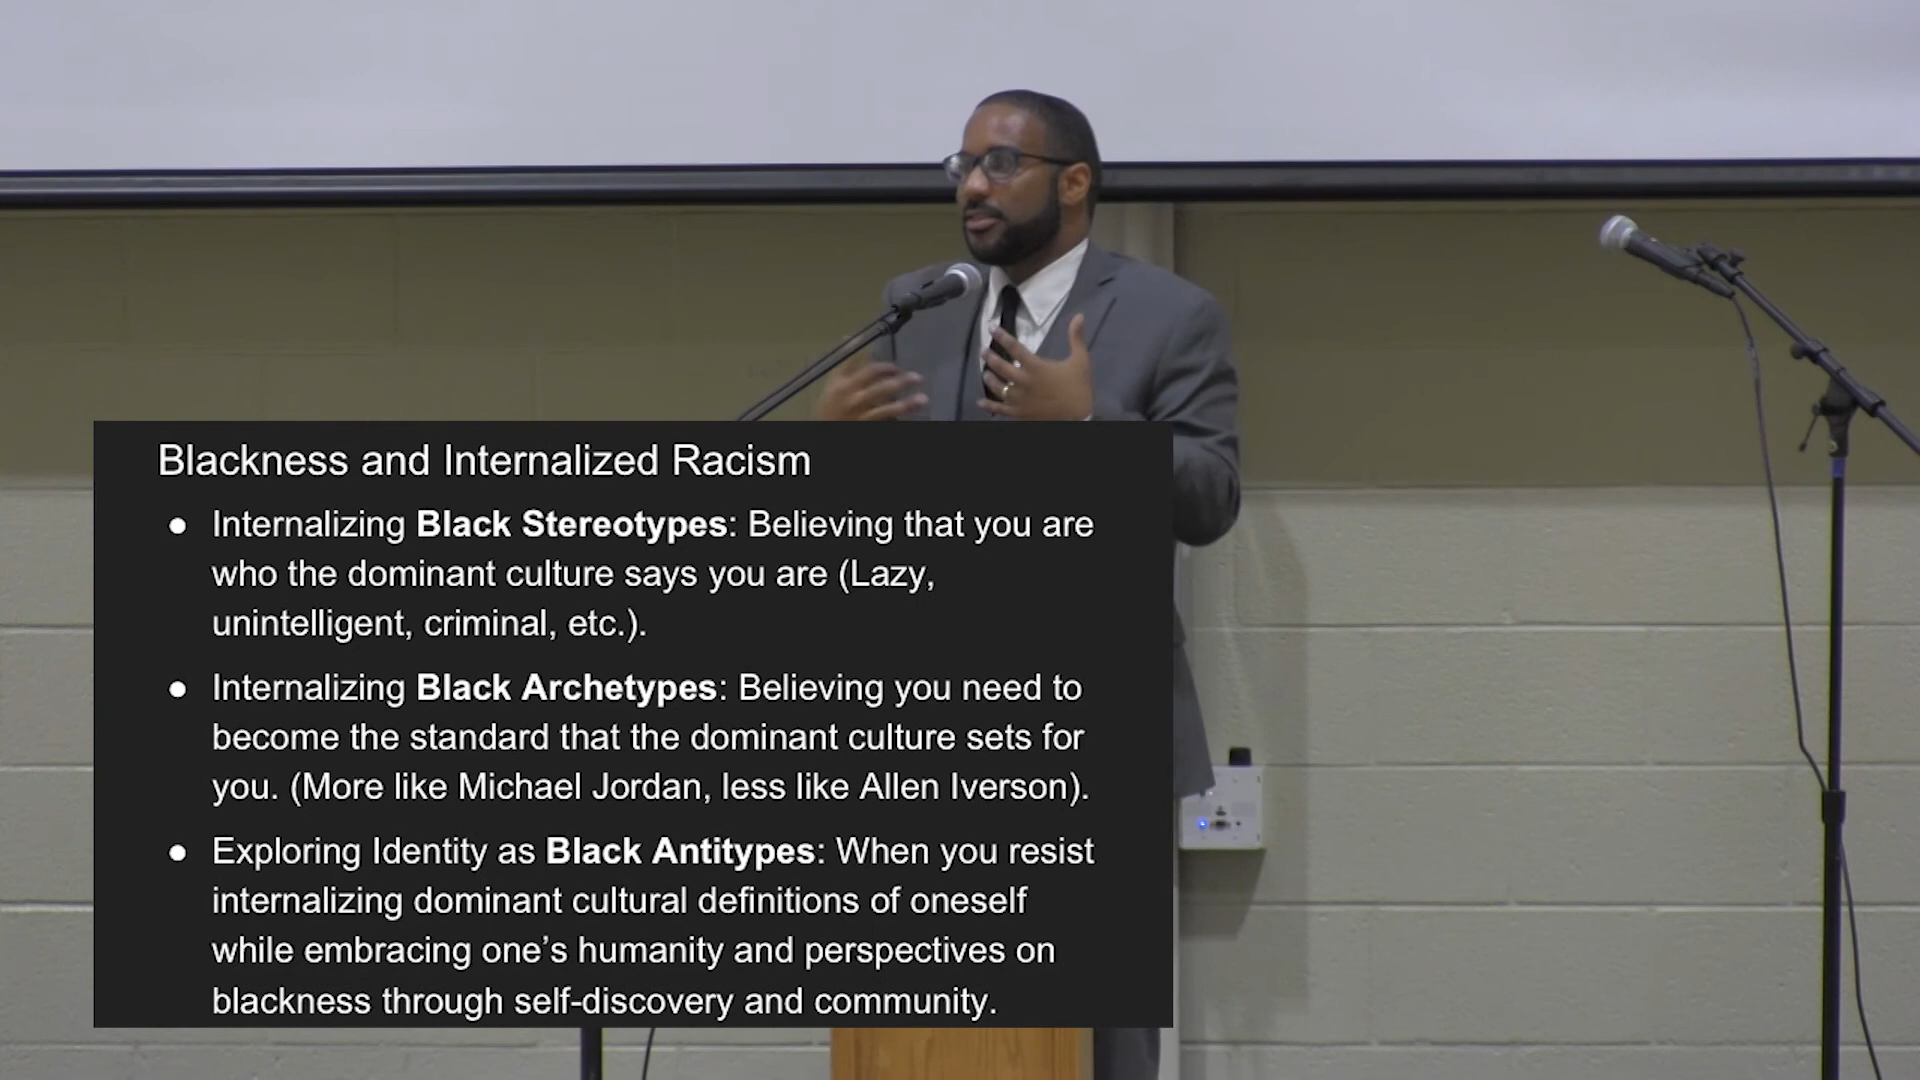 Blackness and Internalized Racism
● Internalizing Black Stereotypes: Believing that you are
who the dominant culture says you are (Lazy,
unintelligent, criminal, etc.).
● Internalizing Black Archetypes: Believing you need to
become the standard that the dominant culture sets for
you. (More like Michael Jordan, less like Allen Iverson).
● Exploring Identity as Black Antitypes: When you resist
internalizing dominant cultural definitions of oneself
while embracing one’s humanity and perspectives on
blackness through self-discovery and community.